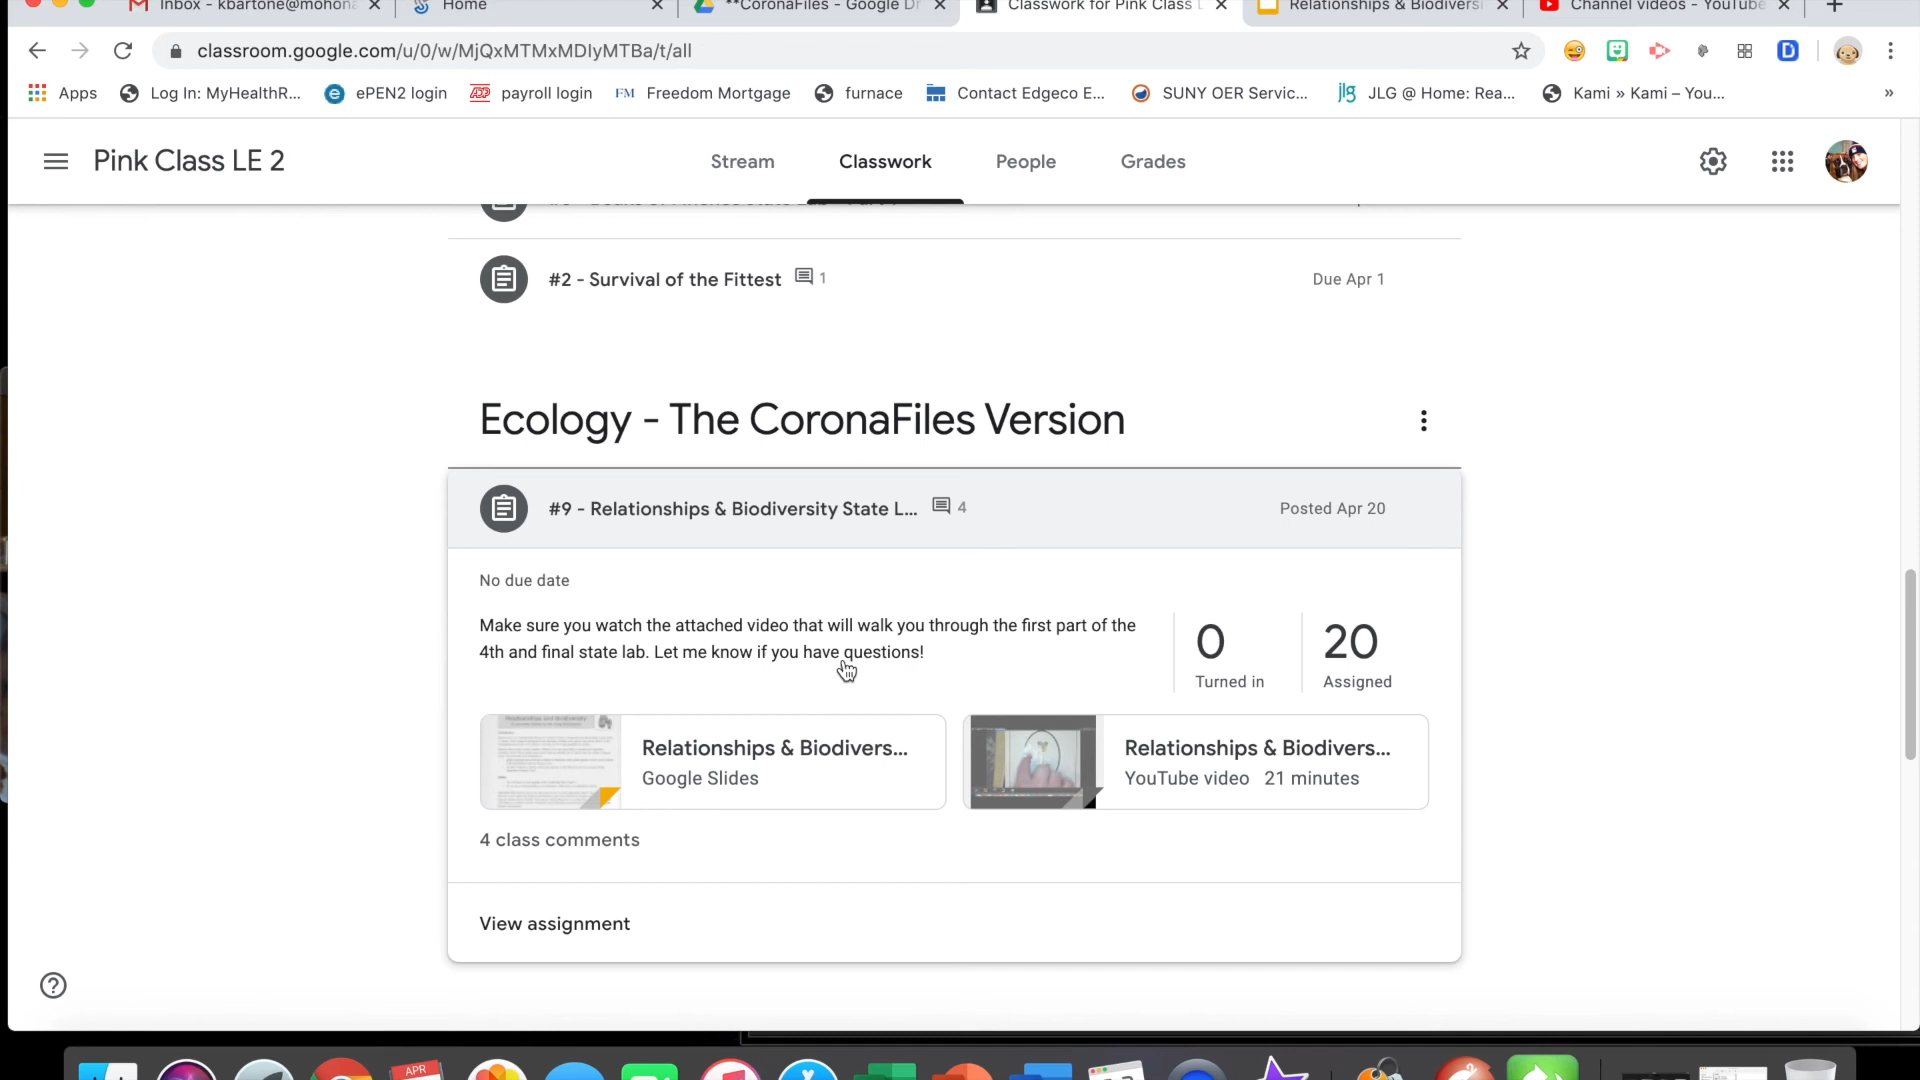 Inbox - kbartone@mohona
Home
**CoronaFiles - Google Dr
Classwork for Pink Class L
Relationships & Biodiversi
Channel videos - YouTube
classroom.google.com/u/0/w/MjQxMTMxMDIyMTBa/t/all
Apps
Log In: MyHealthR...
ePEN2 login
payroll login
FM Freedom Mortgage
furnace
Contact Edgeco E...
SUNY OER Servic...
jlg JLG @ Home: Rea...
Kami » Kami – You...
»
Pink Class LE 2
Stream
Classwork
People
Grades
#2 - Survival of the Fittest
1
Due Apr 1
Ecology - The CoronaFiles Version
#9 - Relationships & Biodiversity State L...
4
Posted Apr 20
No due date
Make sure you watch the attached video that will walk you through the first part of the
4th and final state lab. Let me know if you have questions!
0
Turned in
20
Assigned
Relationships & Biodivers...
Google Slides
Relationships & Biodivers...
YouTube video 21 minutes
4 class comments
View assignment
APR